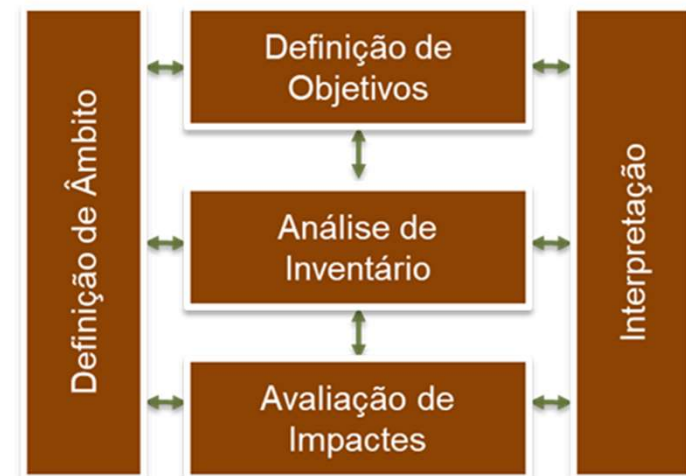 Definição de Âmbito
Definição de
Objetivos
Análise de
Inventário
Avaliação de
Impactes
Interpretação